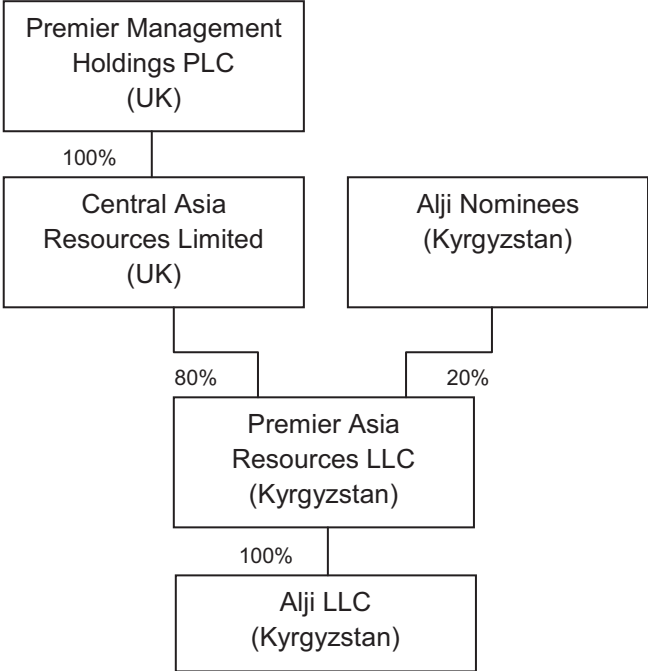 Premier Management
Holdings PLC
(UK)
100%
Central Asia
Resources Limited
(UK)
Alji Nominees
(Kyrgyzstan)
80%
20%
Premier Asia
Resources LLC
(Kyrgyzstan)
100%
Alji LLC
(Kyrgyzstan)